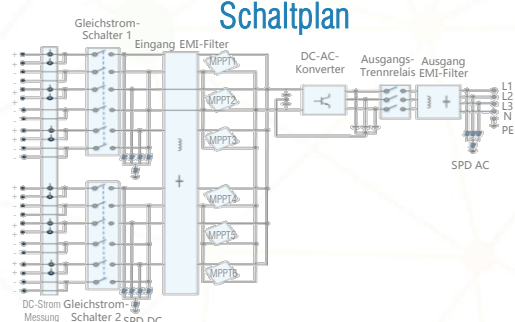 Schaltplan
Gleichstrom-
Schalter 1
Eingang EMI-Filter
DC-AC-
Konverter
Ausgangs-
Trennrelais
Ausgang
EMI-Filter
MPPT1
MPPT2
MPPT3
MPPT4
MPPT5
MPPT6
L1
L2
L3
N
PE
SPD AC
DC-Strom
Messung
Gleichstrom-
Schalter 2
SPD DC